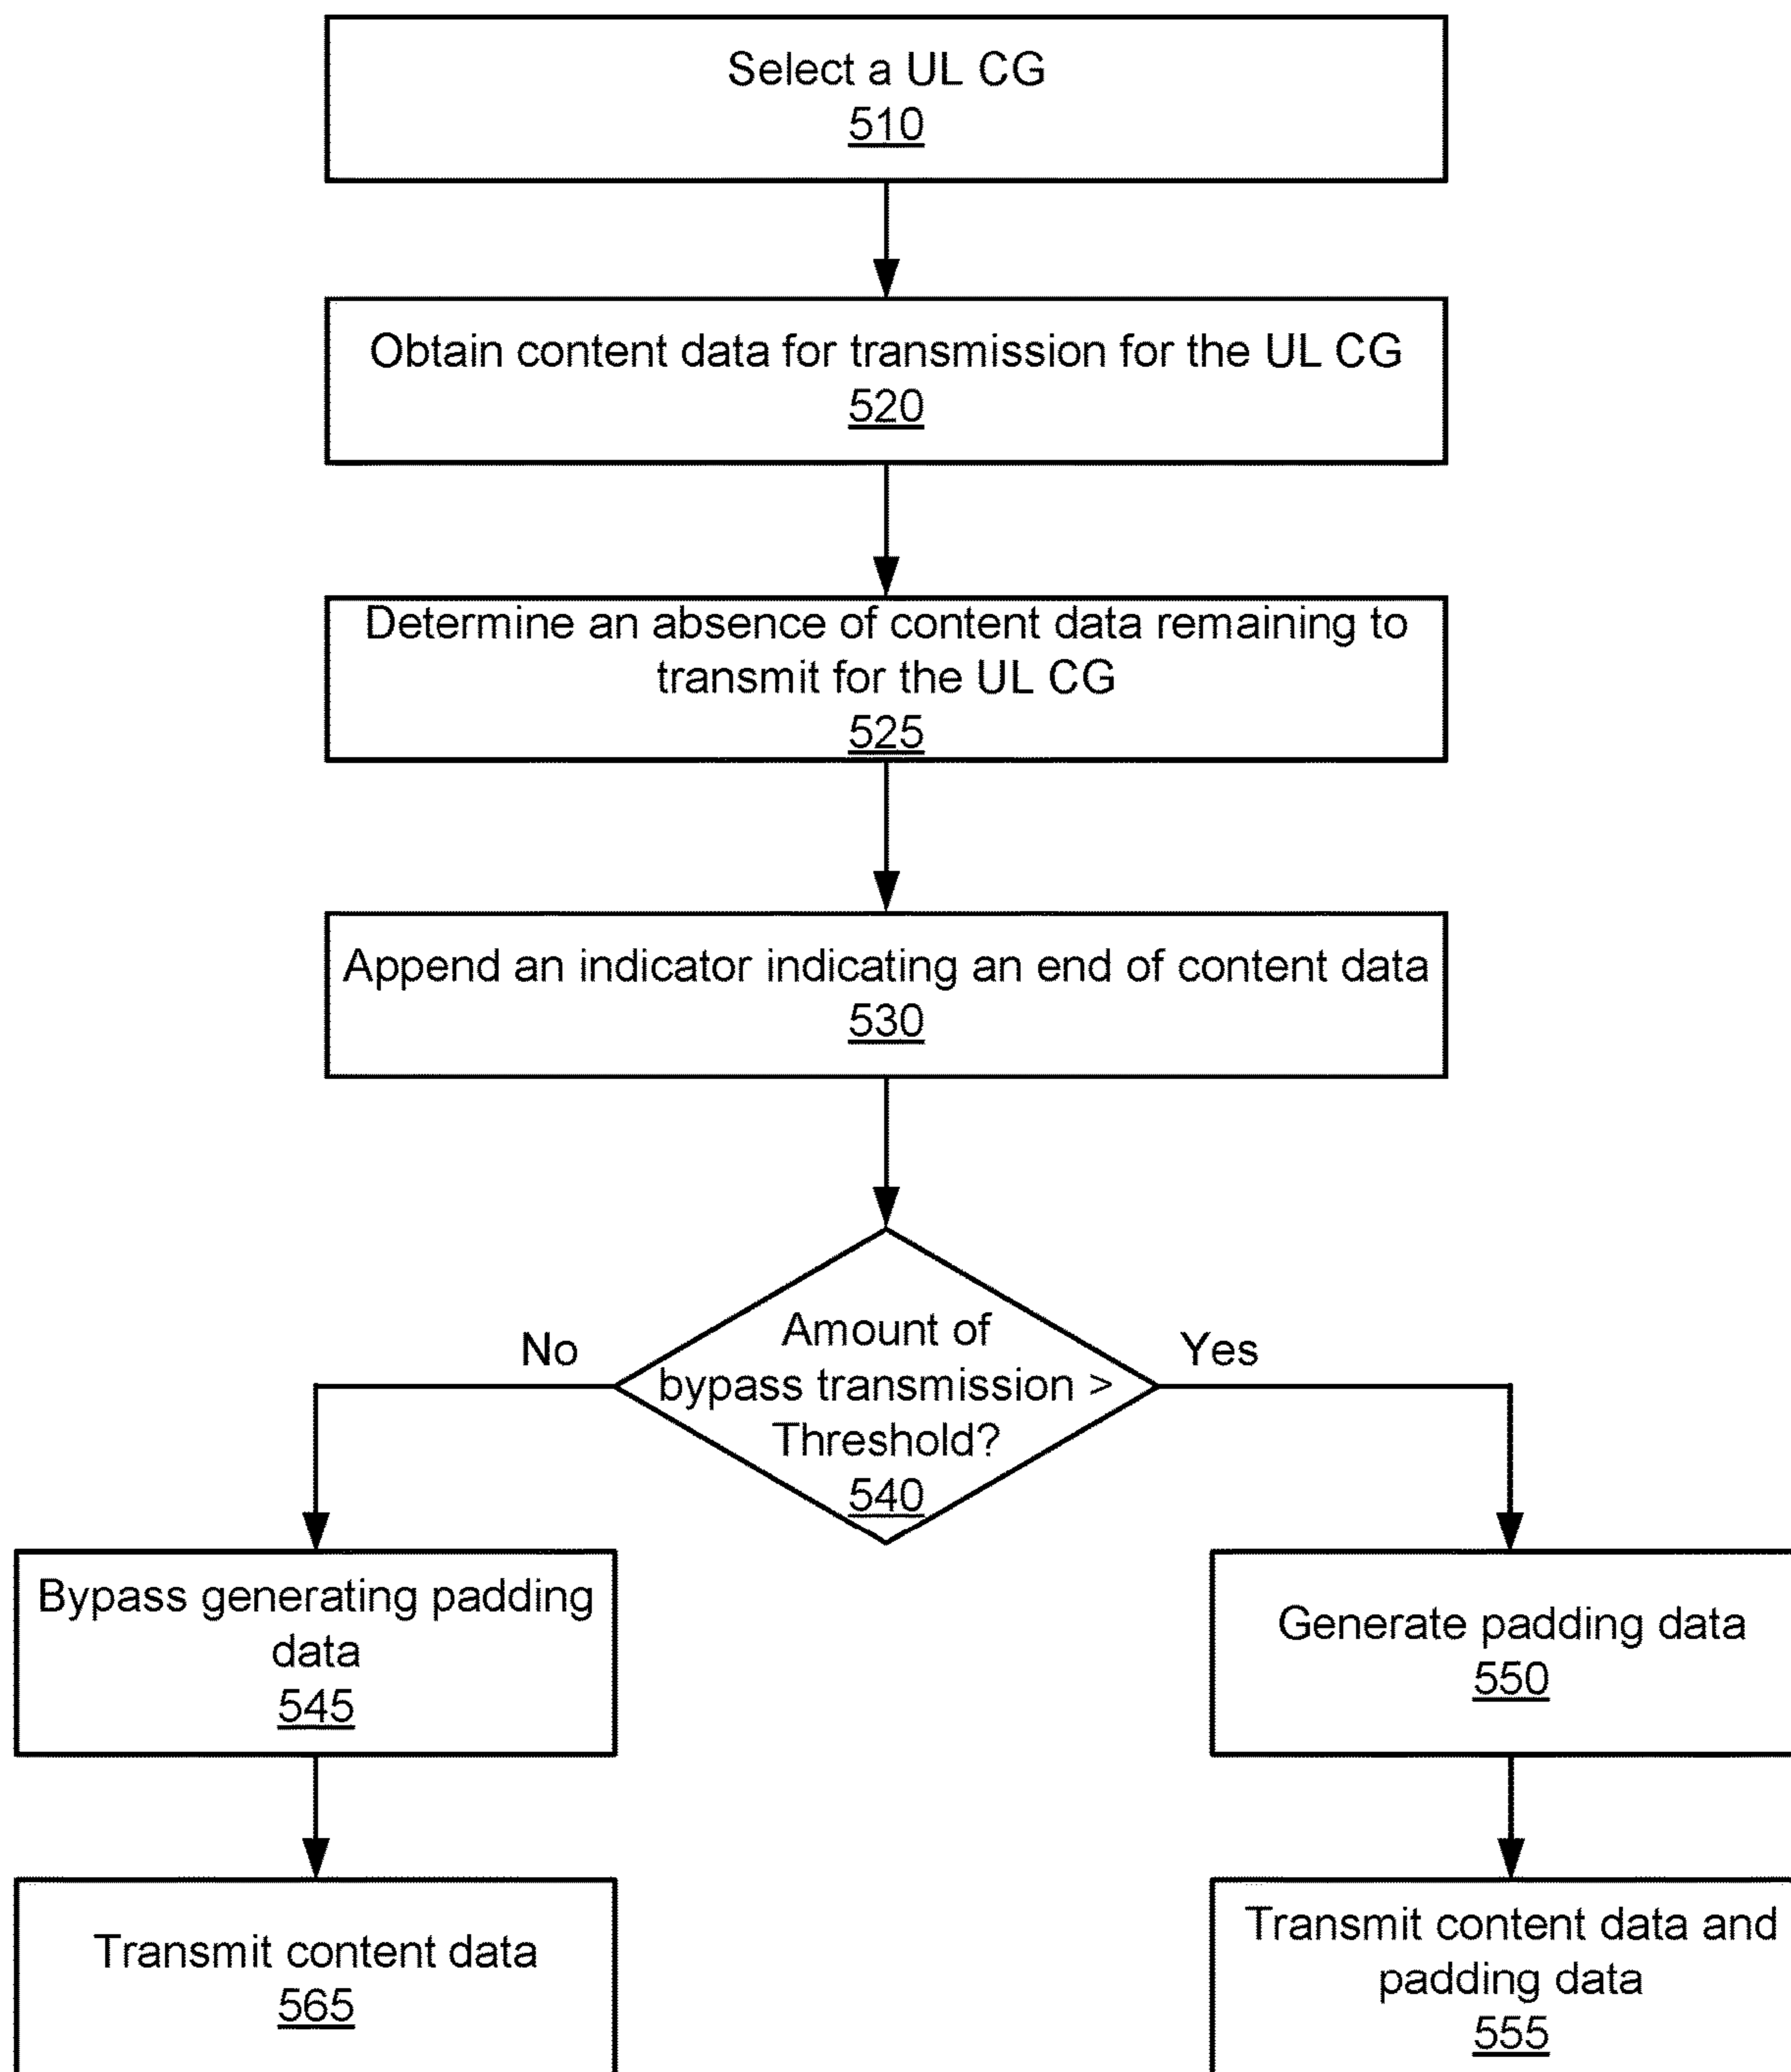 Select a UL CG
510
Obtain content data for transmission for the UL CG
520
Determine an absence of content data remaining to
transmit for the UL CG
525
Append an indicator indicating an end of content data
530
Amount of
bypass transmission >
Threshold?
540
No
Yes
Bypass generating padding
data
545
Generate padding data
550
Transmit content data
565
Transmit content data and
padding data
555